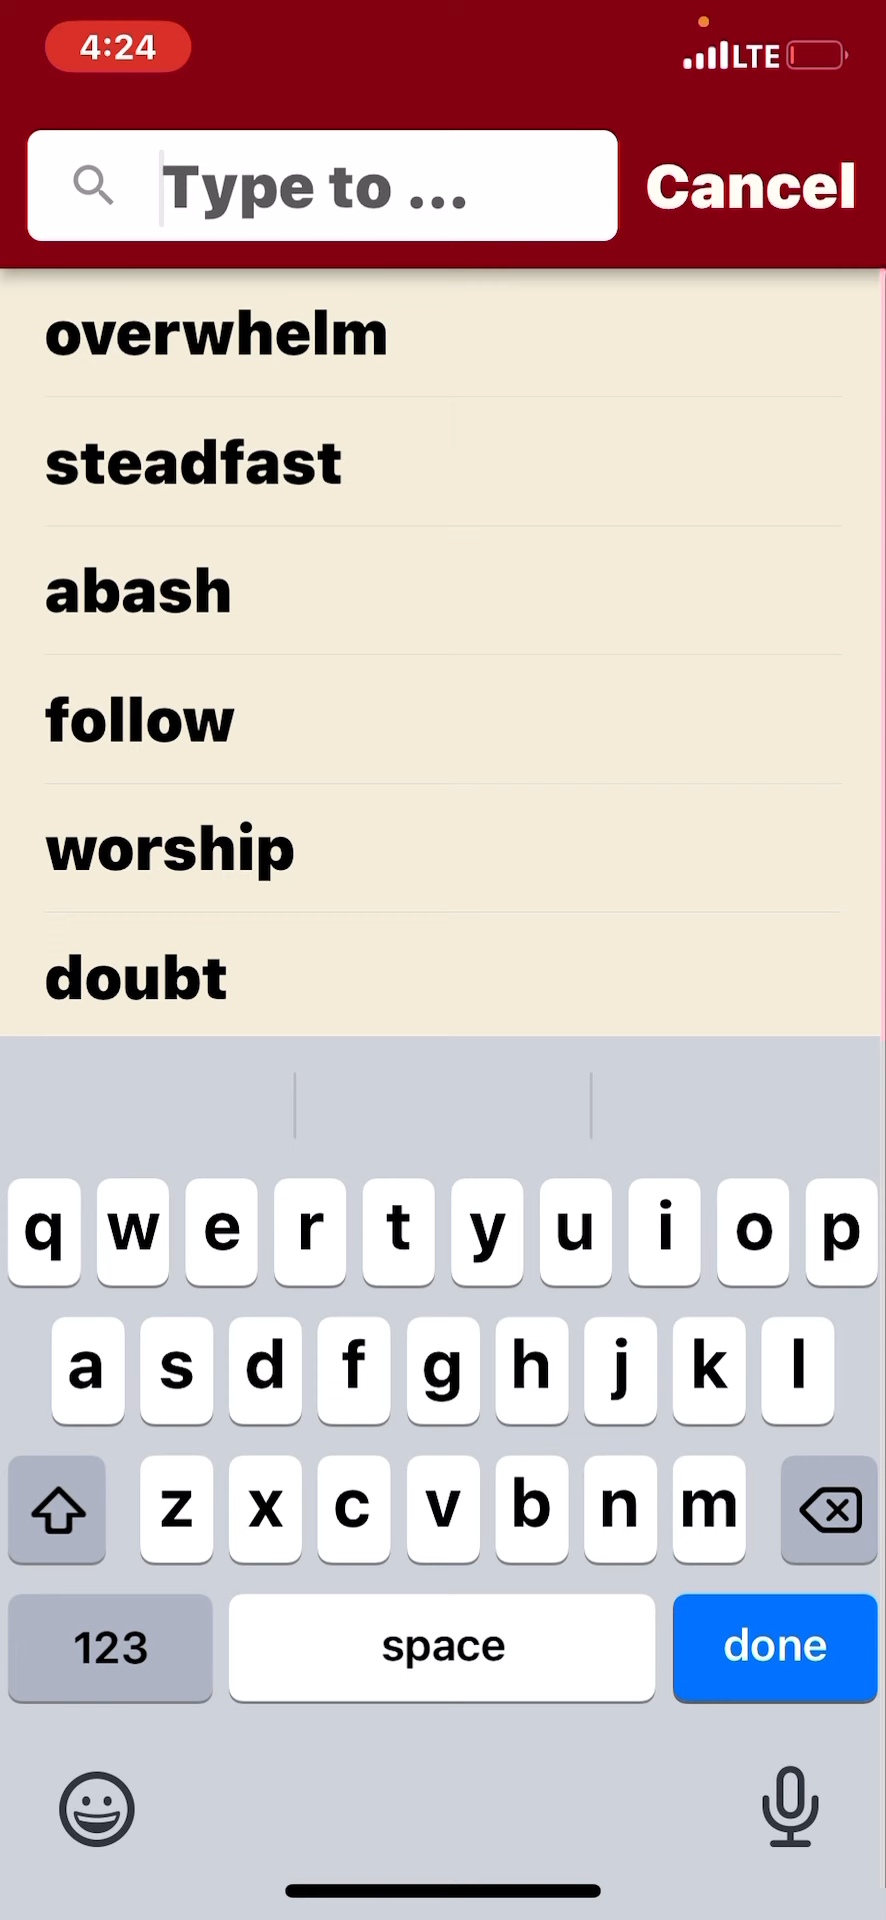 4:24 LTE
Type to ... Cancel
overwhelm
steadfast
abash
follow
worship
doubt
q w e r t y u i o p
a s d f g h j k l
z x c v b n m
123 space done